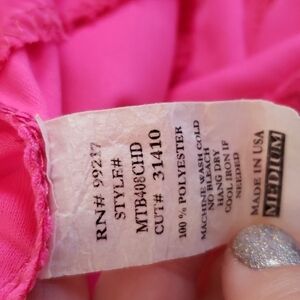 RN# 99217
STYLE#
MTB408CHD
CUT# 31410
100 % POLYESTER
MACHINE WASH COLD
NO BLEACH
HANG DRY
COOL IRON IF
NEEDED
MADE IN USA
MEDIUM